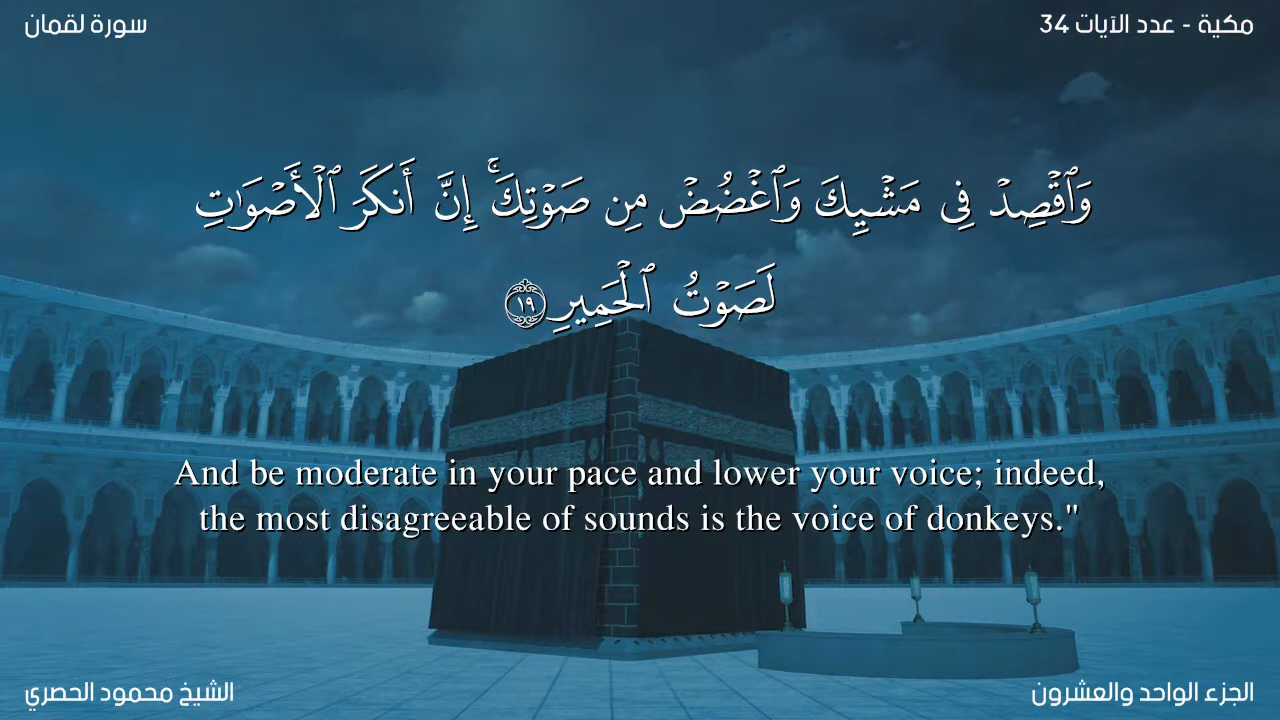 مكية - عدد الآيات 34
سورة لقمان
وَٱقۡصِدۡ فِى مَشۡيِكَ وَٱغۡضُضۡ مِن صَوۡتِكَۚ إِنَّ أَنكَرَ ٱلۡأَصۡوَٰتِ
لَصَوۡتُ ٱلۡحَمِيرِ ١٩
And be moderate in your pace and lower your voice; indeed,
the most disagreeable of sounds is the voice of donkeys."
الجزء الواحد والعشرون
الشيخ محمود الحصري